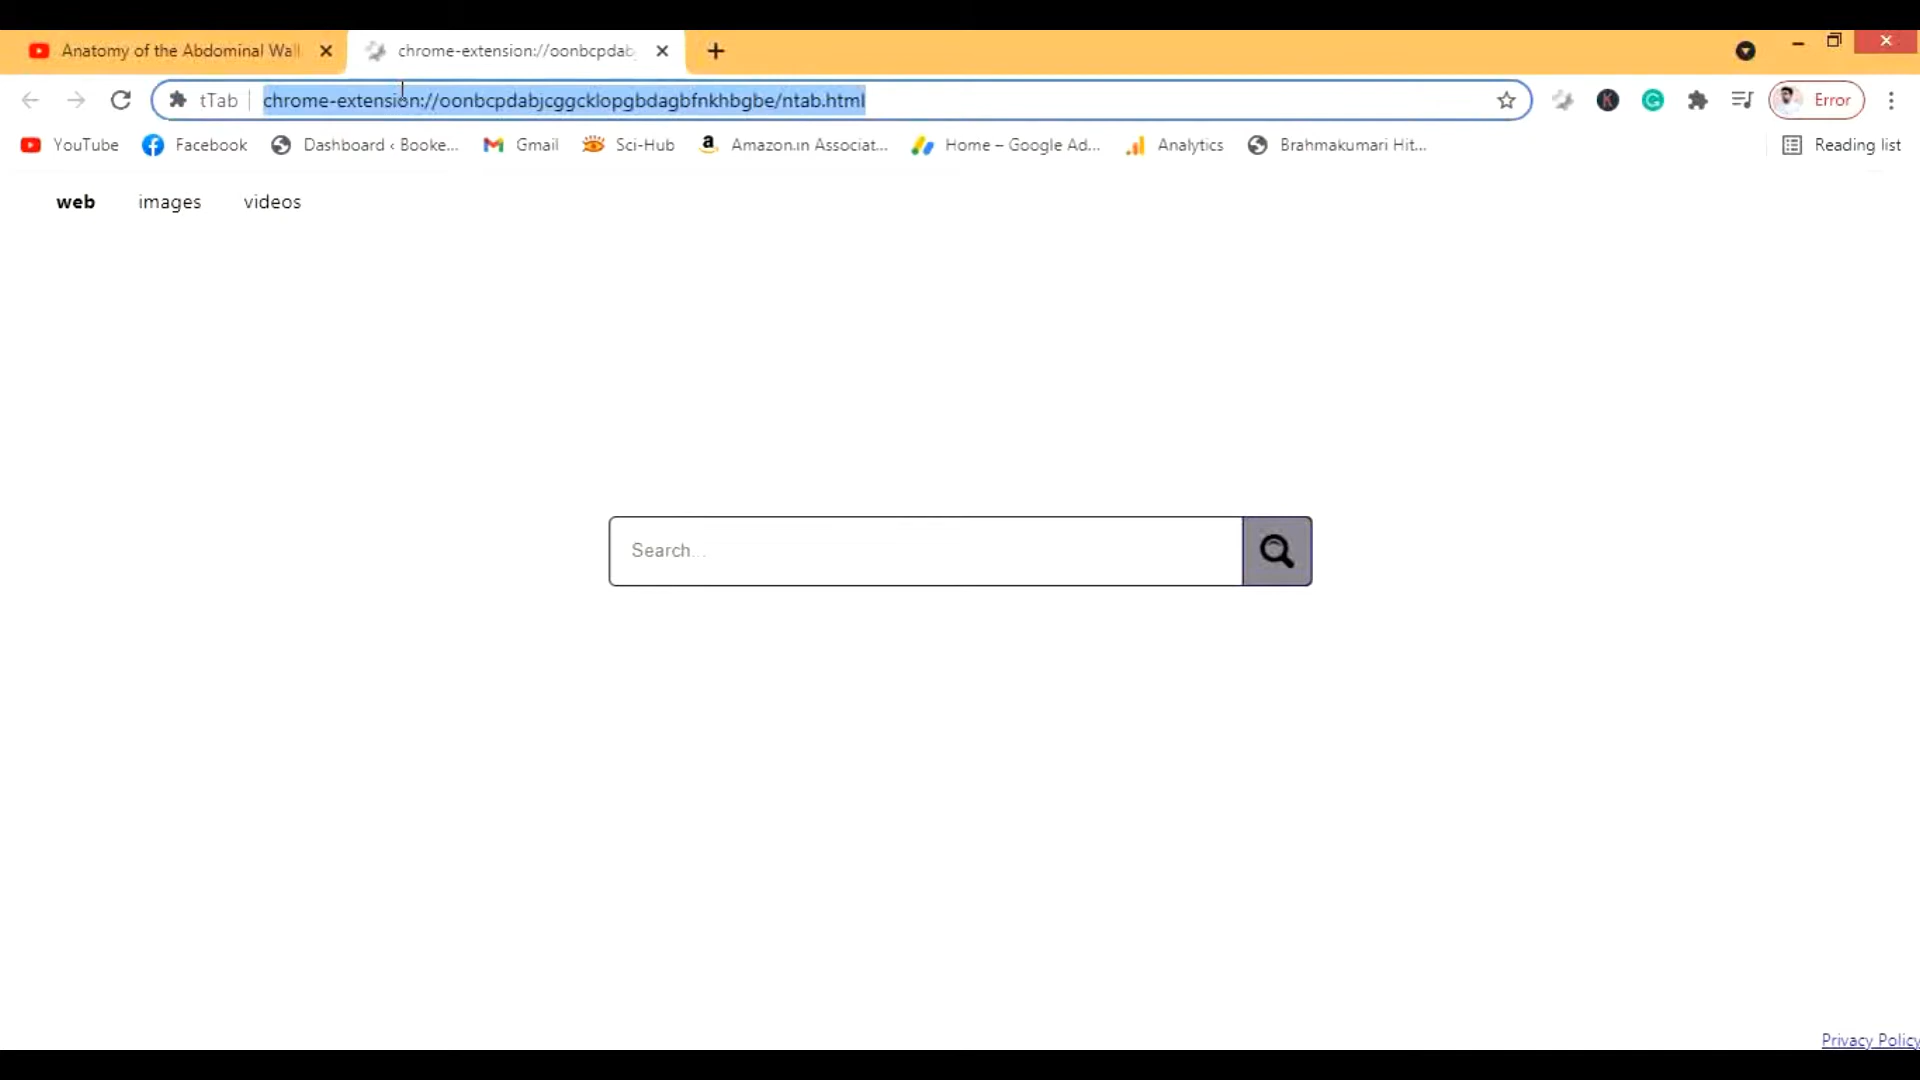 Anatomy of the Abdominal Wall
chrome-extension://oonbcpdab
tTab
chrome-extension://oonbcpdabjcggcklopgbdagbfnkhbgbe/ntab.html
K
G
Error
YouTube
Facebook
Dashboard ‹ Booke...
Gmail
Sci-Hub
a
Amazon.in Associat...
Home – Google Ad...
Analytics
Brahmakumari Hit...
Reading list
web
images
videos
Search...
Privacy Policy